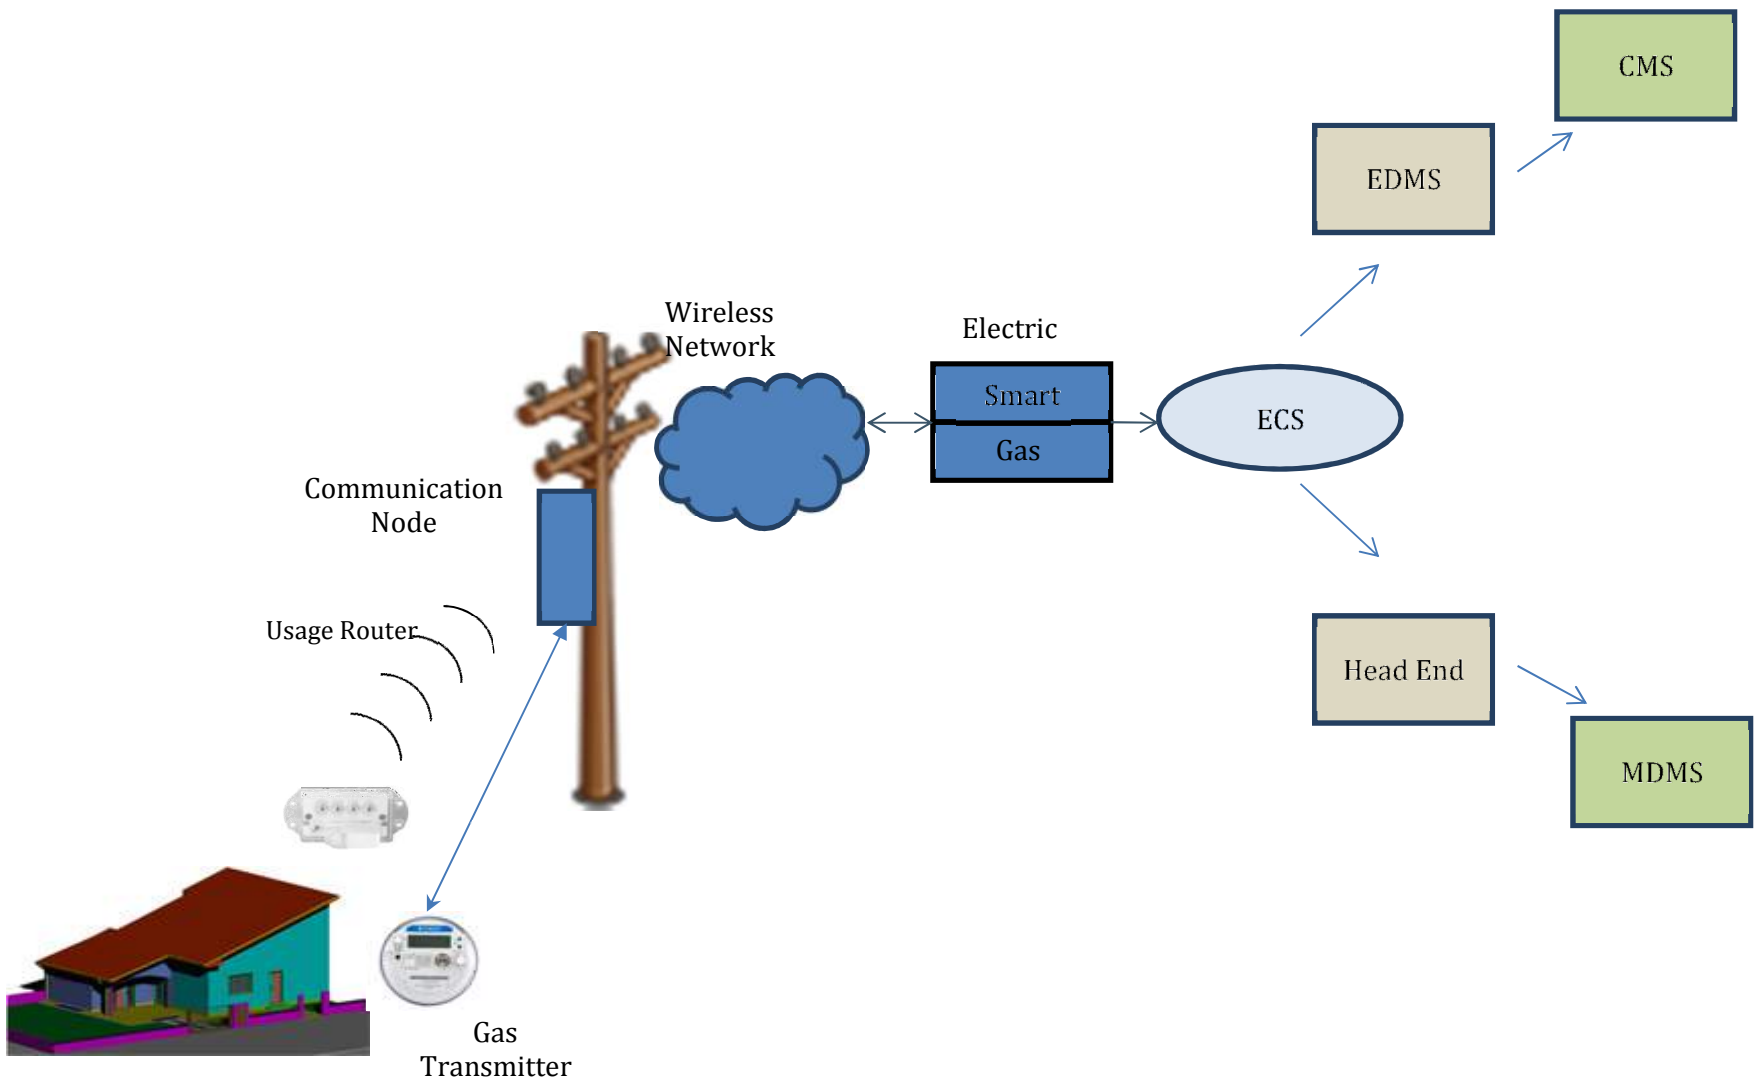 CMS
EDMS
Wireless
Network
Electric
Smart
Gas
ECS
Communication
Node
Usage Router
Head End
MDMS
Gas
Transmitter